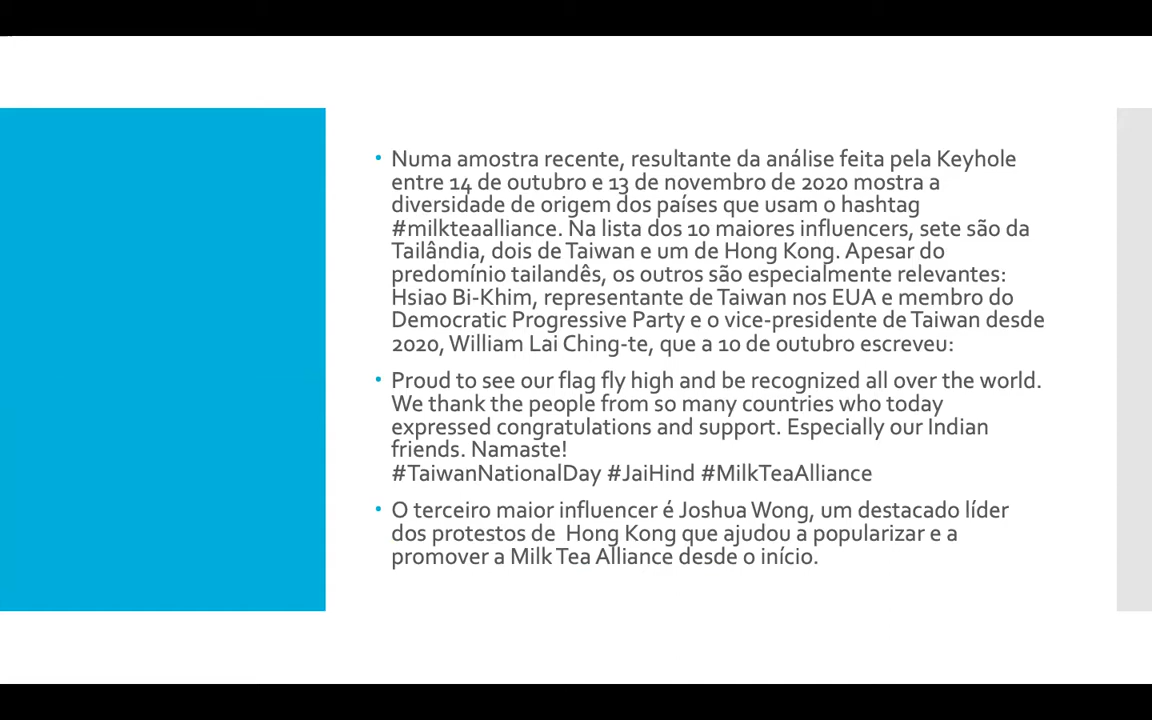 • Numa amostra recente, resultante da análise feita pela Keyhole
entre 14 de outubro e 13 de novembro de 2020 mostra a
diversidade de origem dos países que usam o hashtag
#milkteaalliance. Na lista dos 10 maiores influencers, sete são da
Tailândia, dois de Taiwan e um de Hong Kong. Apesar do
predomínio tailandês, os outros são especialmente relevantes:
Hsiao Bi-Khim, representante de Taiwan nos EUA e membro do
Democratic Progressive Party e o vice-presidente de Taiwan desde
2020, William Lai Ching-te, que a 10 de outubro escreveu:
• Proud to see our flag fly high and be recognized all over the world.
We thank the people from so many countries who today
expressed congratulations and support. Especially our Indian
friends. Namaste!
#TaiwanNationalDay #JaiHind #MilkTeaAlliance
• O terceiro maior influencer é Joshua Wong, um destacado líder
dos protestos de Hong Kong que ajudou a popularizar e a
promover a Milk Tea Alliance desde o início.